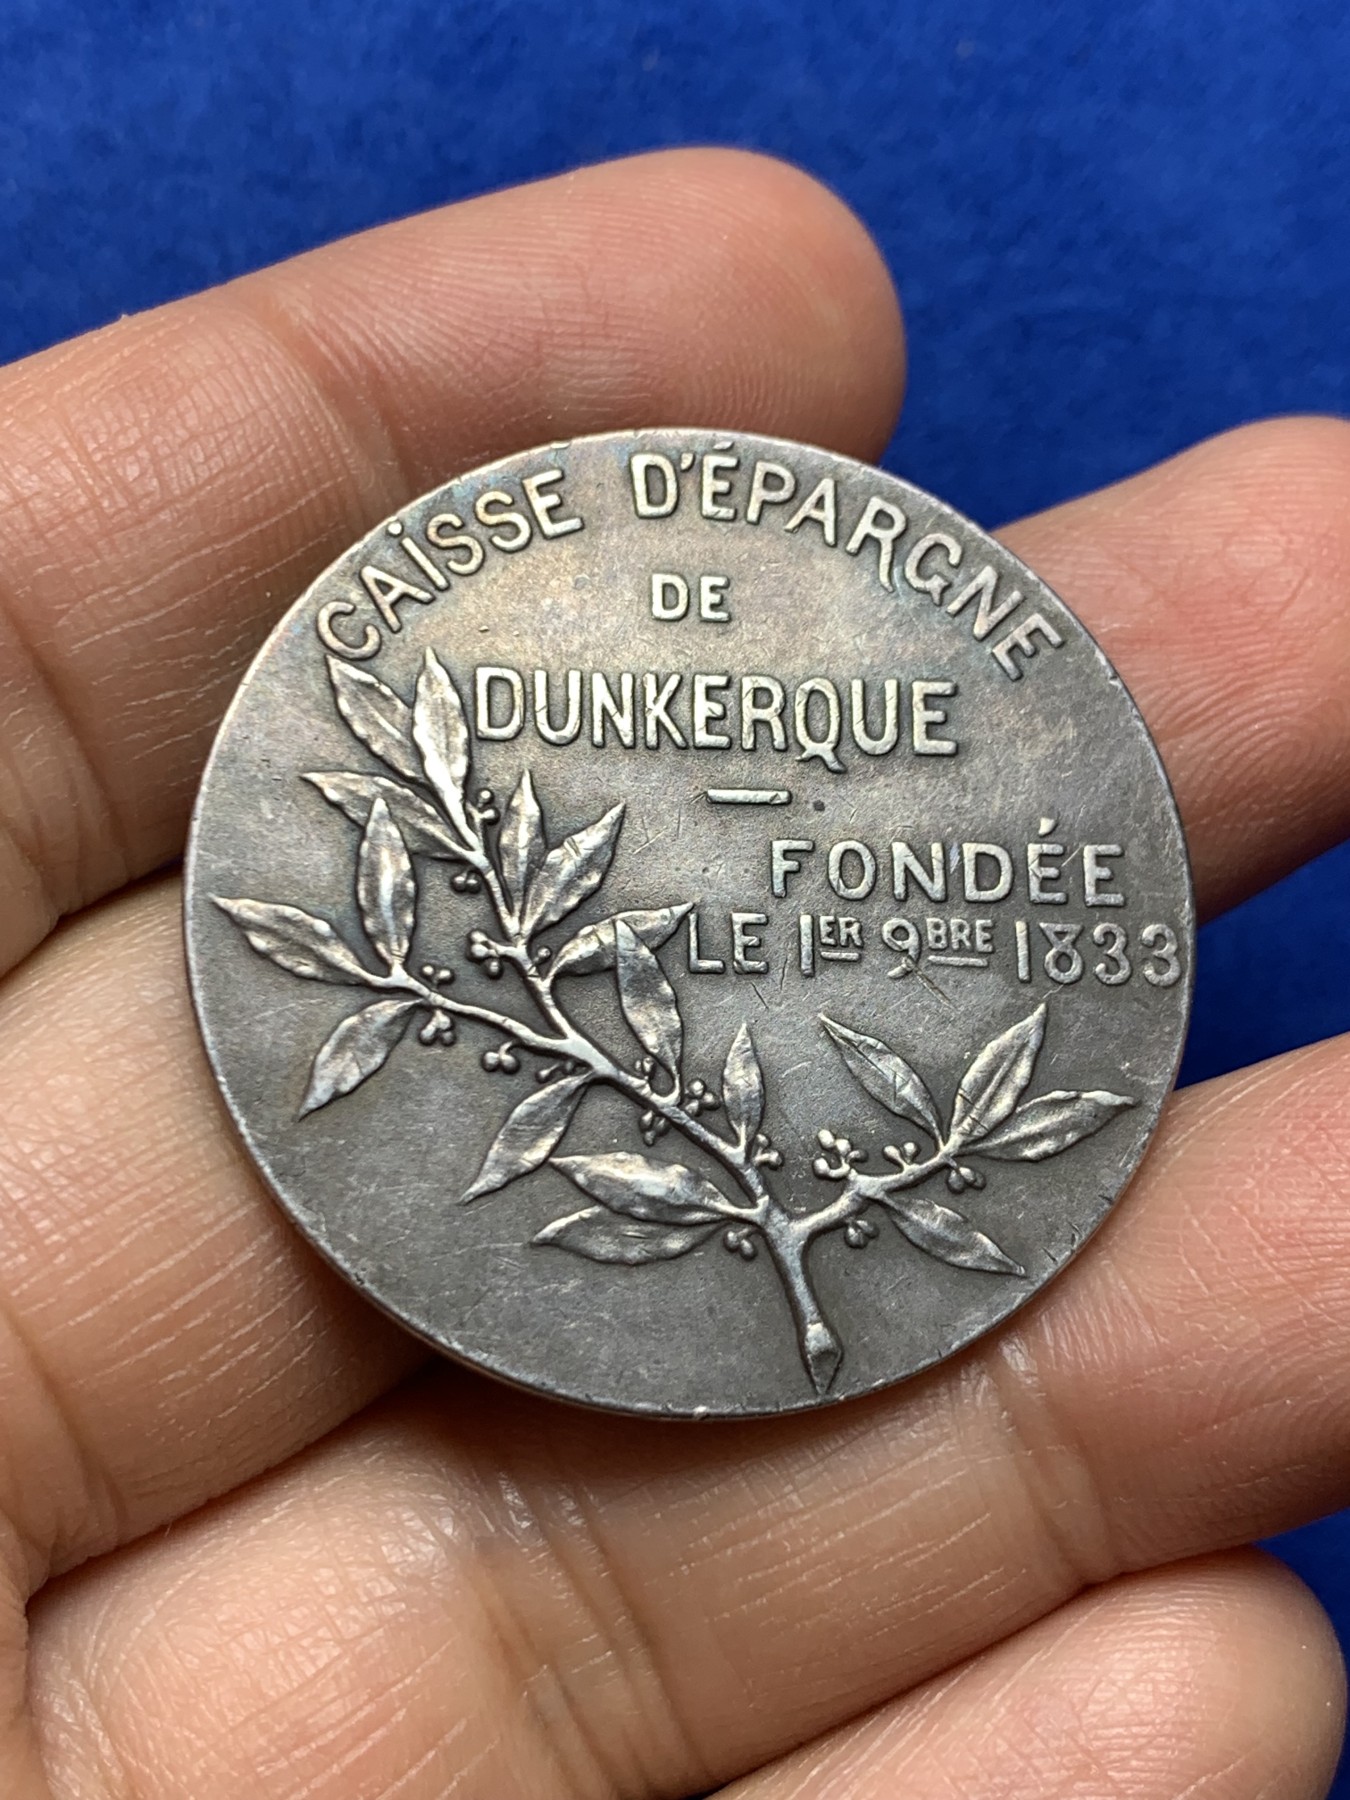 CAISSE D'ÉPARGNE
DE
DUNKERQUE
FONDÉE
LE 1ER 9BRE 1833